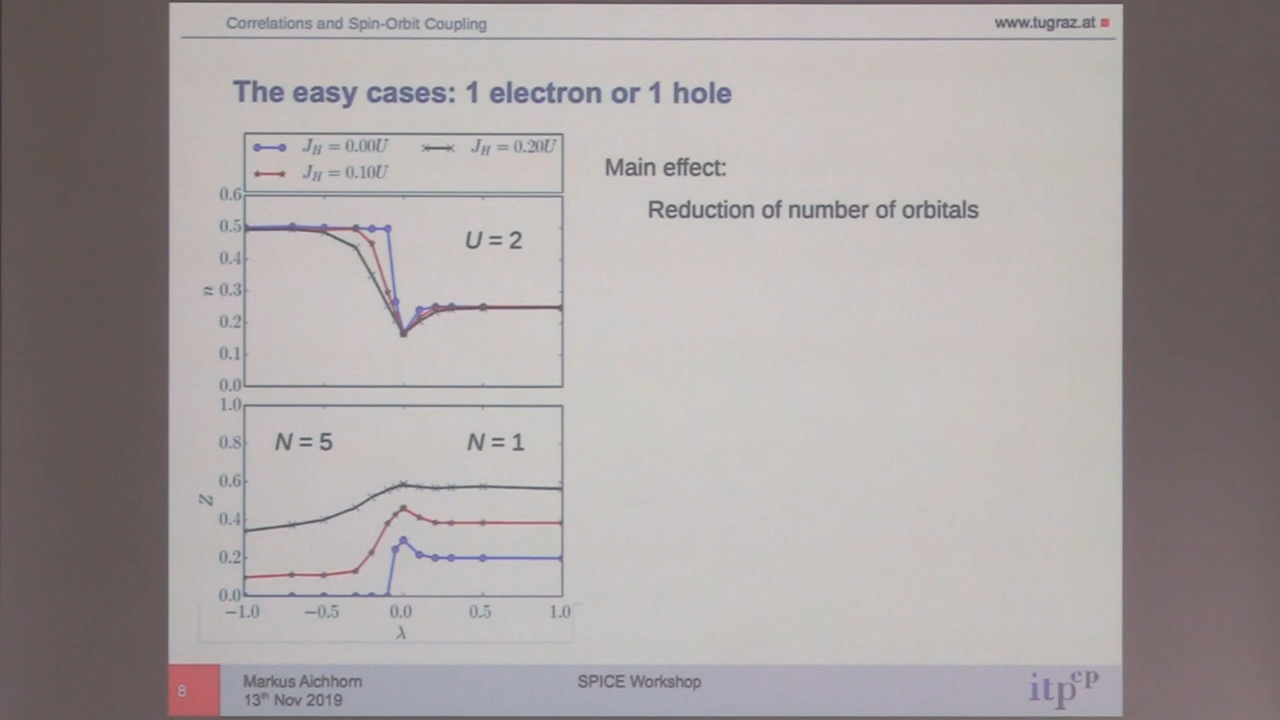 Correlations and Spin-Orbit Coupling
www.tugraz.at
The easy cases: 1 electron or 1 hole
J_H = 0.00U
J_H = 0.20U
J_H = 0.10U
Main effect:
Reduction of number of orbitals
0.6
0.5
0.4
0.3
0.2
0.1
0.0
n
U = 2
1.0
0.8
0.6
0.4
0.2
0.0
Z
N = 5
N = 1
−1.0 −0.5 0.0 0.5 1.0
λ
8
Markus Aichhorn
13th Nov 2019
SPICE Workshop
itpcp